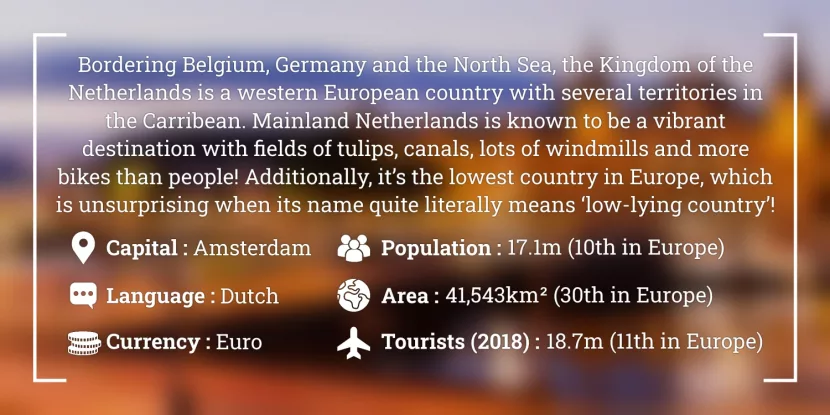 Bordering Belgium, Germany and the North Sea, the Kingdom of the
Netherlands is a western European country with several territories in
the Carribean. Mainland Netherlands is known to be a vibrant
destination with fields of tulips, canals, lots of windmills and more
bikes than people! Additionally, it’s the lowest country in Europe, which
is unsurprising when its name quite literally means ‘low-lying country’!
Capital : Amsterdam
Population : 17.1m (10th in Europe)
Language : Dutch
Area : 41,543km² (30th in Europe)
Currency : Euro
Tourists (2018) : 18.7m (11th in Europe)